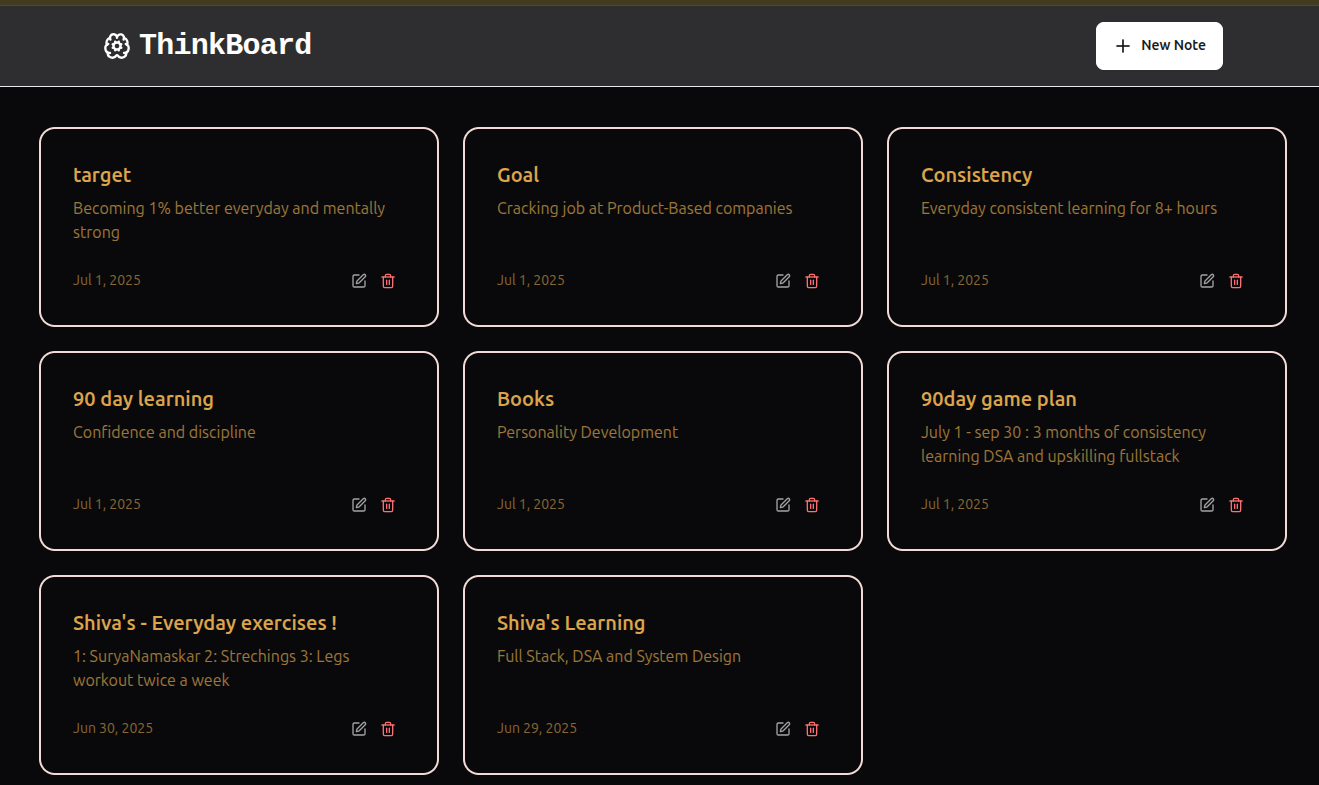 ThinkBoard
New Note
target
Becoming 1% better everyday and mentally
strong
Jul 1, 2025
Goal
Cracking job at Product-Based companies
Jul 1, 2025
Consistency
Everyday consistent learning for 8+ hours
Jul 1, 2025
90 day learning
Confidence and discipline
Jul 1, 2025
Books
Personality Development
Jul 1, 2025
90day game plan
July 1 - sep 30 : 3 months of consistency
learning DSA and upskilling fullstack
Jul 1, 2025
Shiva's - Everyday exercises !
1: SuryaNamaskar 2: Strechings 3: Legs
workout twice a week
Jun 30, 2025
Shiva's Learning
Full Stack, DSA and System Design
Jun 29, 2025